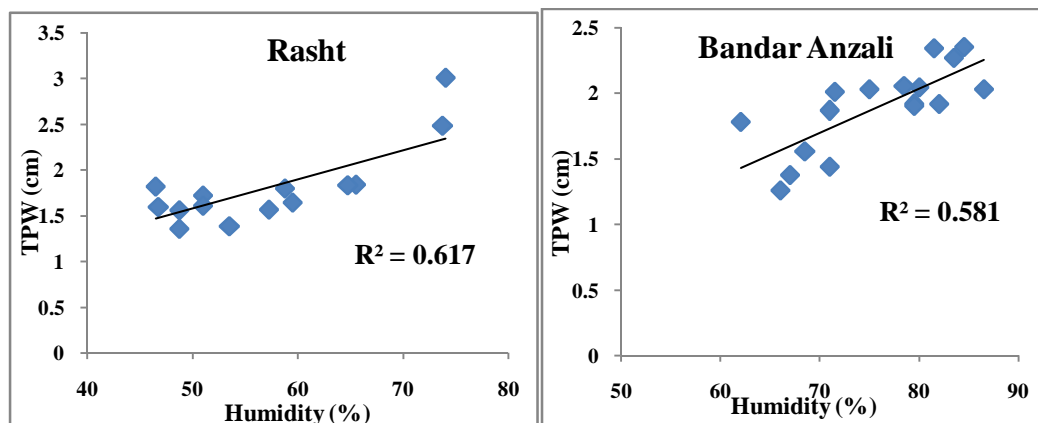 Rasht
TPW (cm)
3.5
3
2.5
2
1.5
1
0.5
0
R² = 0.617
40 50 60 70 80
Humidity (%)
Bandar Anzali
TPW (cm)
2.5
2
1.5
1
0.5
0
R² = 0.581
50 60 70 80 90
Humidity (%)